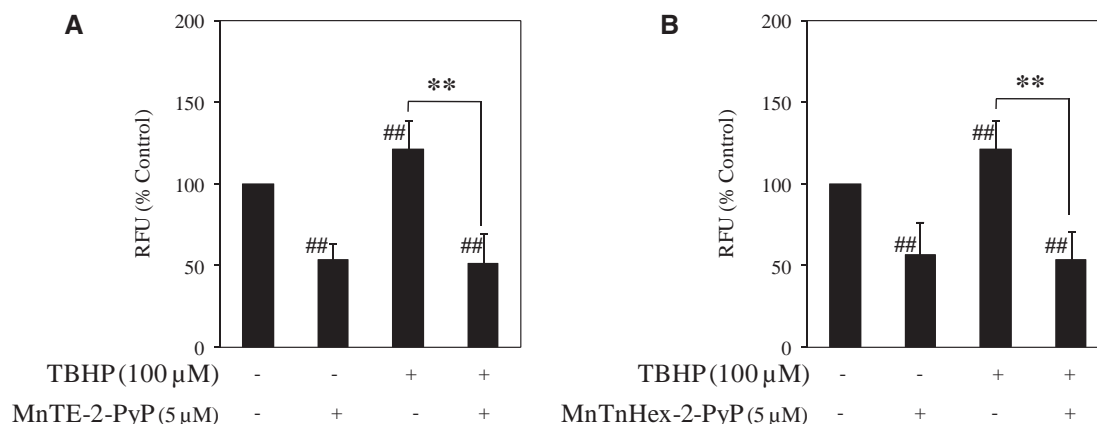 A
200
150
100
50
0
RFU (% Control)
**
##
##
##
TBHP (100 µM) - - + +
MnTE-2-PyP (5 µM) - + - +
B
200
150
100
50
0
RFU (% Control)
**
##
##
##
TBHP (100 µM) - - + +
MnTnHex-2-PyP (5 µM) - + - +